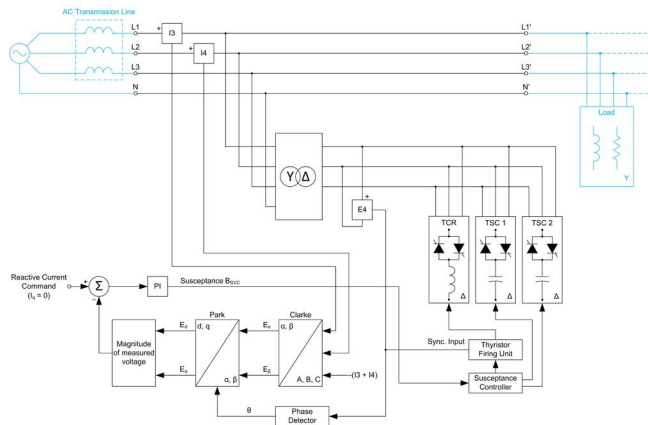 AC Transmission Line
L1
L2
L3
N
+
I3
+
I4
L1'
L2'
L3'
N'
Load
Y
Y Δ
+
E4
TCR
TSC 1
TSC 2
Δ
Δ
Δ
Reactive Current
Command
(Iq = 0)
+
−
Σ
PI
Susceptance BSVC
Park
Clarke
Sync. Input
Thyristor
Firing Unit
Magnitude
of measured
voltage
Ed
d, q
Eα
α, β
Susceptance
Controller
α, β
Eβ
A, B, C
-(I3 + I4)
θ
Phase
Detector